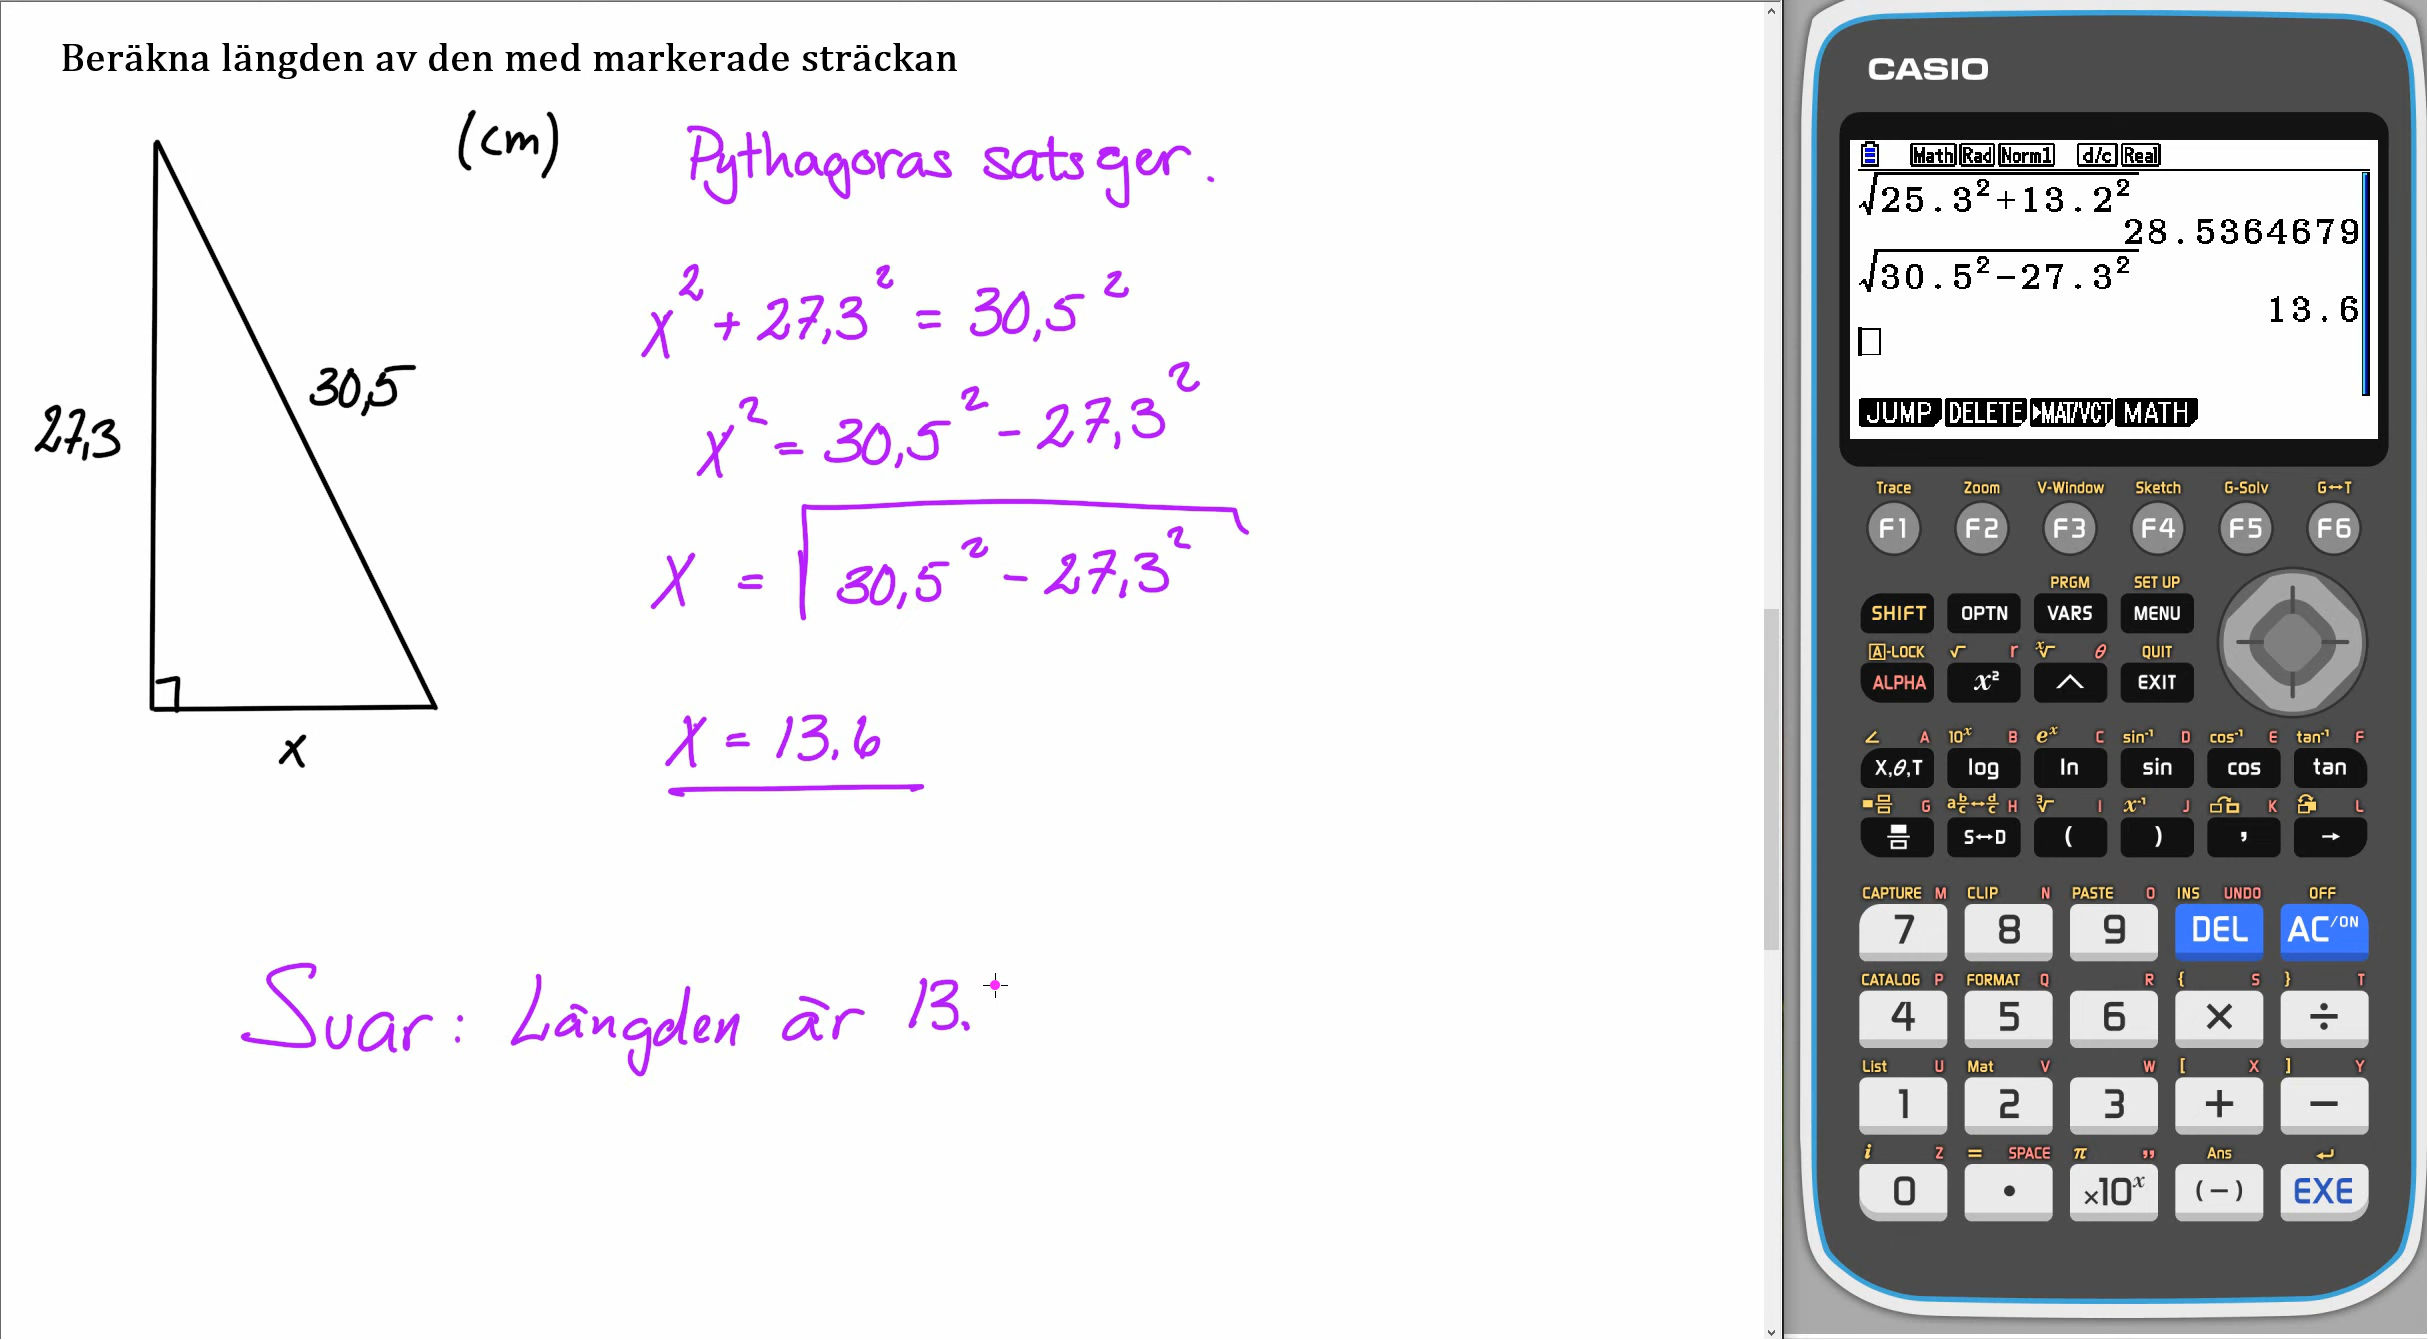 Beräkna längden av den med markerade sträckan
(cm)
27,3
30,5
x
Pythagoras sats ger.
x² + 27,3² = 30,5²
x² = 30,5² - 27,3²
x = √30,5² - 27,3²
x = 13.6
Svar: Längden är 13.
CASIO
Math Rad Norm1 d/c Real
√25.3²+13.2²
28.5364679
√30.5²-27.3²
13.6
JUMP DELETE ▶MAT/VCT MATH
Trace Zoom V-Window Sketch G-Solv G↔T
F1 F2 F3 F4 F5 F6
PRGM SET UP
SHIFT OPTN VARS MENU
A-LOCK √ r ˣ√ θ QUIT
ALPHA x² ^ EXIT
∠ A 10ˣ B eˣ C sin⁻¹ D cos⁻¹ E tan⁻¹ F
X,θ,T log ln sin cos tan
G a b/c↔d/c H ³√ I x⁻¹ J K L
S↔D ( ) , →
CAPTURE M CLIP N PASTE O INS UNDO OFF
7 8 9 DEL AC/ON
CATALOG P FORMAT Q R { S } T
4 5 6 × ÷
List U Mat V W [ X ] Y
1 2 3 + −
i Z = SPACE π " Ans ↵
0 • ×10ˣ (−) EXE